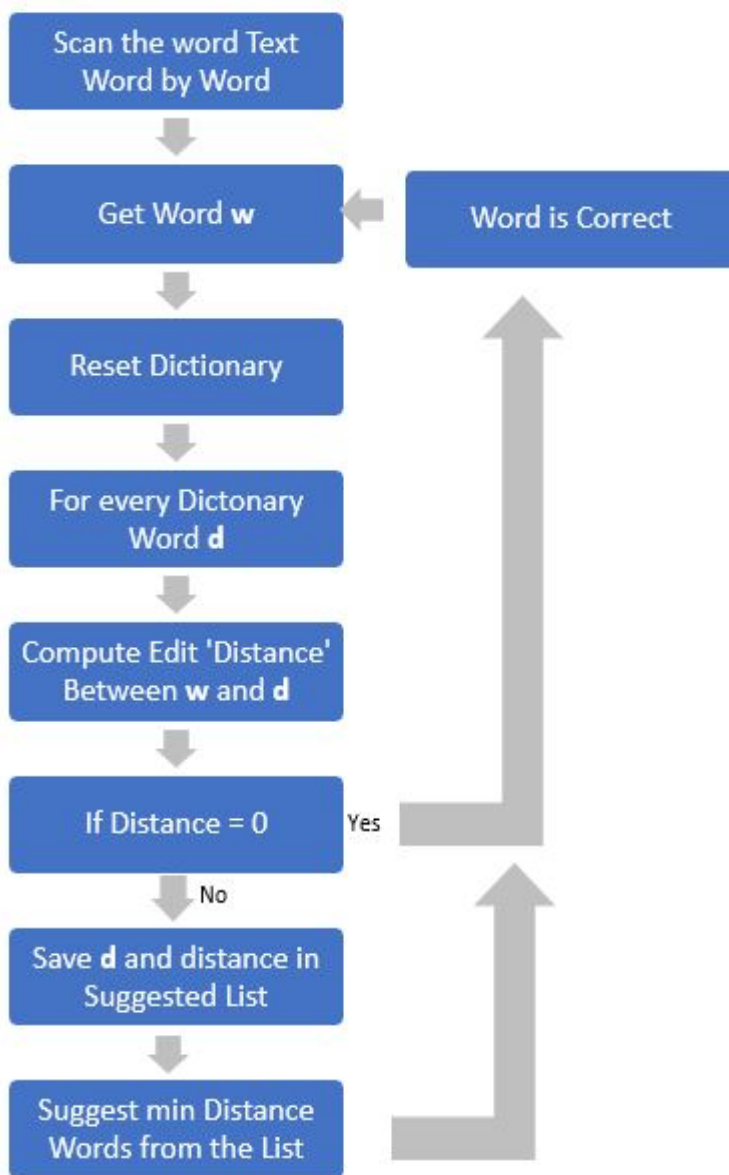 Scan the word Text
Word by Word
Get Word w
Word is Correct
Reset Dictionary
For every Dictonary
Word d
Compute Edit 'Distance'
Between w and d
If Distance = 0
Yes
No
Save d and distance in
Suggested List
Suggest min Distance
Words from the List